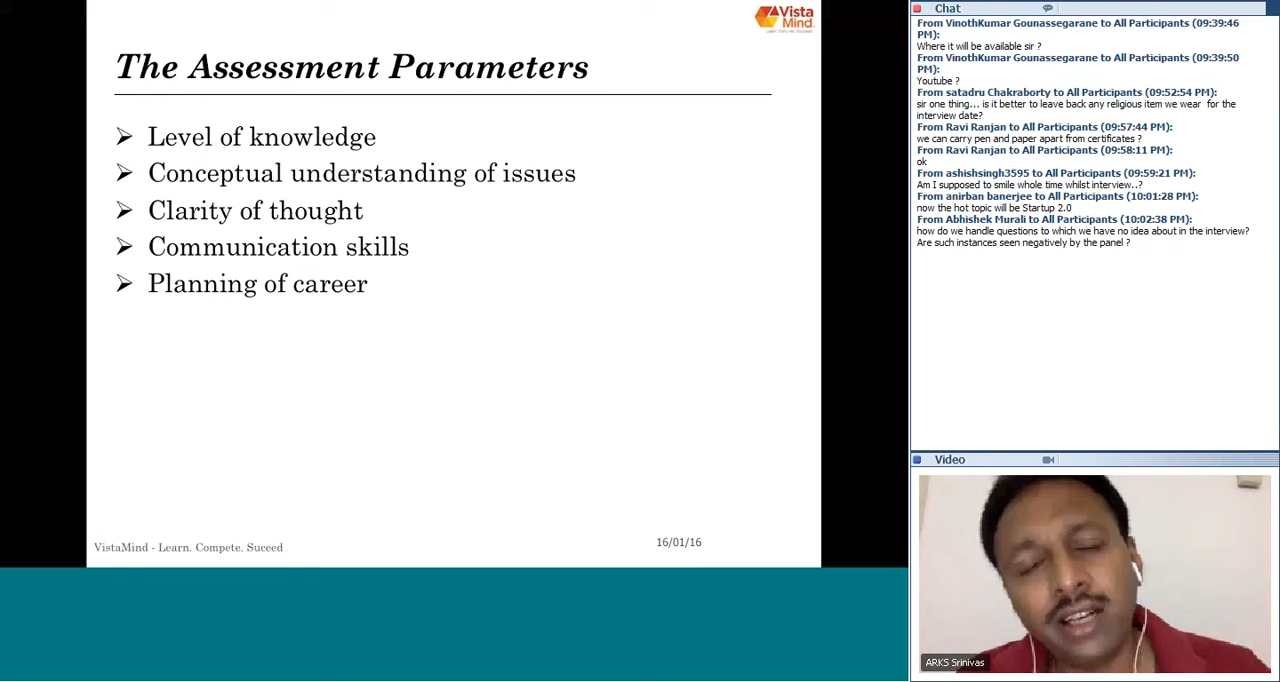 Vista
Mind
The Assessment Parameters
Level of knowledge
Conceptual understanding of issues
Clarity of thought
Communication skills
Planning of career
VistaMind - Learn. Compete. Suceed
16/01/16
Chat
From VinothKumar Gounassegarane to All Participants (09:39:46
PM):
Where it will be available sir ?
From VinothKumar Gounassegarane to All Participants (09:39:50
PM):
Youtube ?
From satadru Chakraborty to All Participants (09:52:54 PM):
sir one thing... is it better to leave back any religious item we wear for the
interview date?
From Ravi Ranjan to All Participants (09:57:44 PM):
we can carry pen and paper apart from certificates ?
From Ravi Ranjan to All Participants (09:58:11 PM):
ok
From ashishsingh3595 to All Participants (09:59:21 PM):
Am I supposed to smile whole time whilst interview..?
From anirban banerjee to All Participants (10:01:28 PM):
now the hot topic will be Startup 2.0
From Abhishek Murali to All Participants (10:02:38 PM):
how do we handle questions to which we have no idea about in the interview?
Are such instances seen negatively by the panel ?
Video
ARKS Srinivas